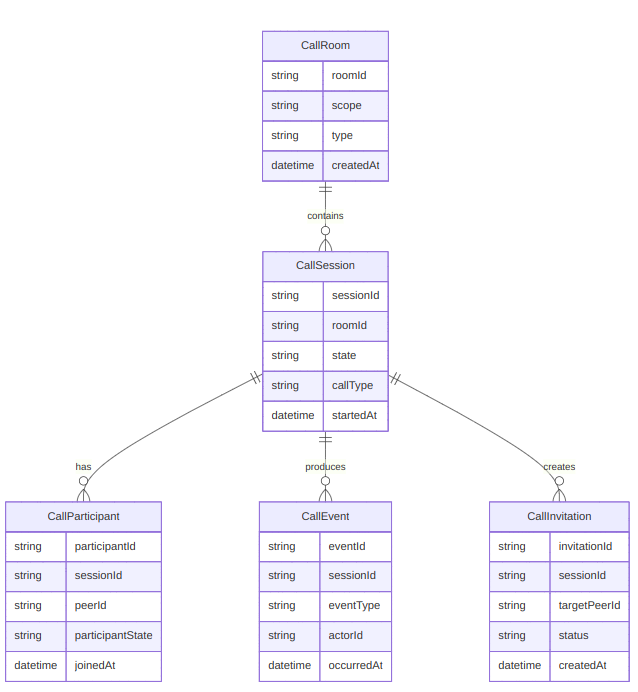 CallRoom
string roomId
string scope
string type
datetime createdAt
contains
CallSession
string sessionId
string roomId
string state
string callType
datetime startedAt
has
produces
creates
CallParticipant
string participantId
string sessionId
string peerId
string participantState
datetime joinedAt
CallEvent
string eventId
string sessionId
string eventType
string actorId
datetime occurredAt
CallInvitation
string invitationId
string sessionId
string targetPeerId
string status
datetime createdAt